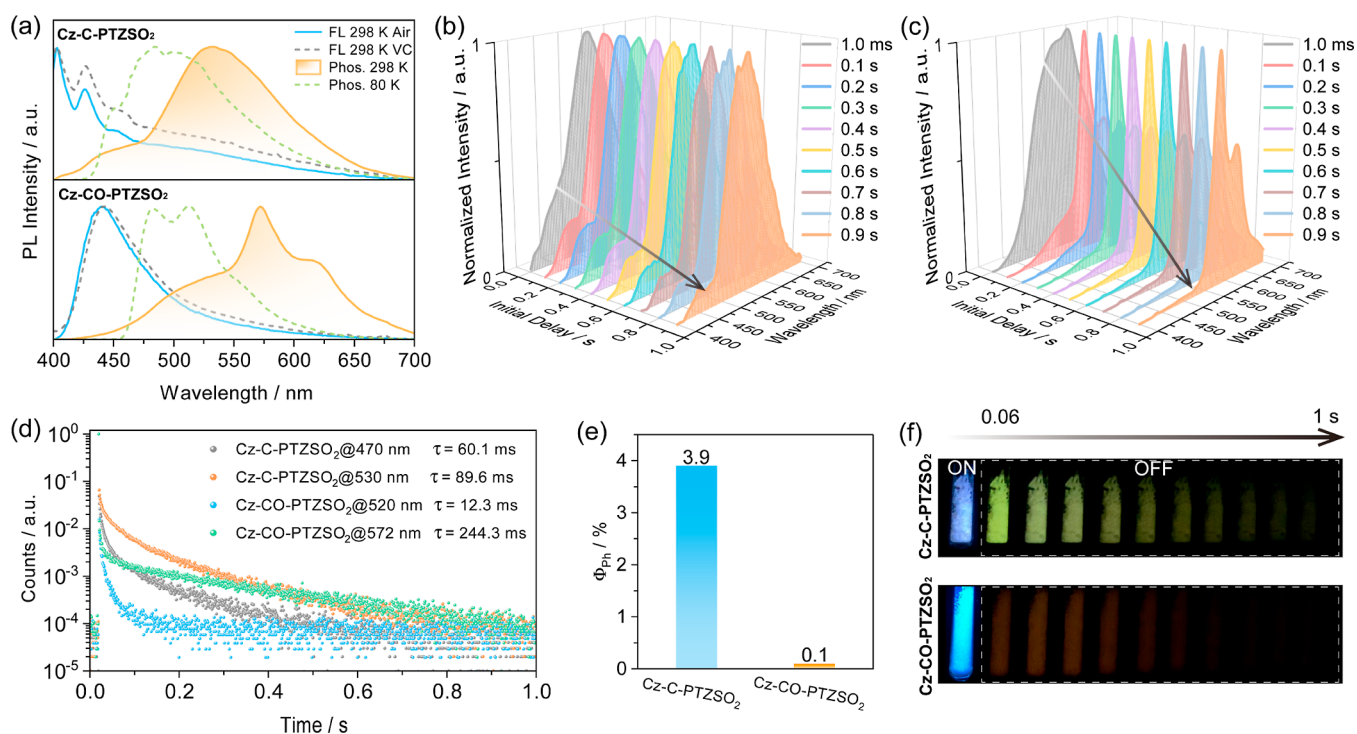 (a)
Cz-C-PTZSO₂
FL 298 K Air
FL 298 K VC
Phos. 298 K
Phos. 80 K
Cz-CO-PTZSO₂
PL Intensity / a.u.
400 450 500 550 600 650 700
Wavelength / nm
(b)
Normalized Intensity / a.u.
1
0
0.0 0.2 0.4 0.6 0.8 1.0
Initial Delay / s
400 450 500 550 600 650 700
Wavelength / nm
1.0 ms
0.1 s
0.2 s
0.3 s
0.4 s
0.5 s
0.6 s
0.7 s
0.8 s
0.9 s
(c)
Normalized Intensity / a.u.
1
0
0.0 0.2 0.4 0.6 0.8 1.0
Initial Delay / s
400 450 500 550 600 650 700
Wavelength / nm
1.0 ms
0.1 s
0.2 s
0.3 s
0.4 s
0.5 s
0.6 s
0.7 s
0.8 s
0.9 s
(d)
Cz-C-PTZSO₂@470 nm τ = 60.1 ms
Cz-C-PTZSO₂@530 nm τ = 89.6 ms
Cz-CO-PTZSO₂@520 nm τ = 12.3 ms
Cz-CO-PTZSO₂@572 nm τ = 244.3 ms
Counts / a.u.
10⁰
10⁻¹
10⁻²
10⁻³
10⁻⁴
10⁻⁵
0.0 0.2 0.4 0.6 0.8 1.0
Time / s
(e)
Φ_Ph / %
4
3
2
1
0
3.9
0.1
Cz-C-PTZSO₂
Cz-CO-PTZSO₂
(f)
0.06 1 s
ON OFF
Cz-C-PTZSO₂
Cz-CO-PTZSO₂